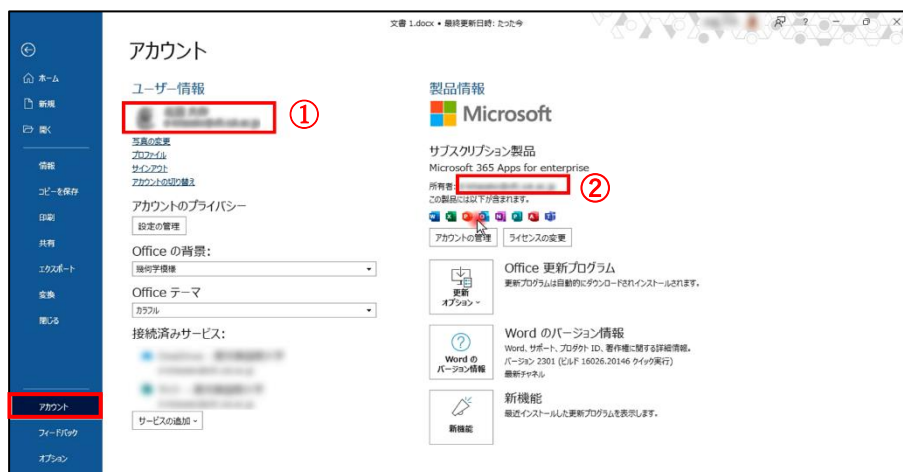 文書 1.docx • 最終更新日時: たった今
?
ホーム
新規
開く
情報
コピーを保存
印刷
共有
エクスポート
変換
閉じる
アカウント
フィードバック
オプション
アカウント
ユーザー情報
①
写真の変更
プロファイル
サインアウト
アカウントの切り替え
アカウントのプライバシー
設定の管理
Office の背景:
幾何学模様
Office テーマ
カラフル
接続済みサービス:
サービスの追加
製品情報
Microsoft
サブスクリプション製品
Microsoft 365 Apps for enterprise
所有者:
②
この製品には以下が含まれます。
アカウントの管理
ライセンスの変更
更新
オプション
Office 更新プログラム
更新プログラムは自動的にダウンロードされインストールされます。
?
Word の
バージョン情報
Word のバージョン情報
Word、サポート、プロダクト ID、著作権に関する詳細情報。
バージョン 2301 (ビルド 16026.20146 クイック実行)
最新チャネル
新機能
新機能
最近インストールした更新プログラムを表示します。